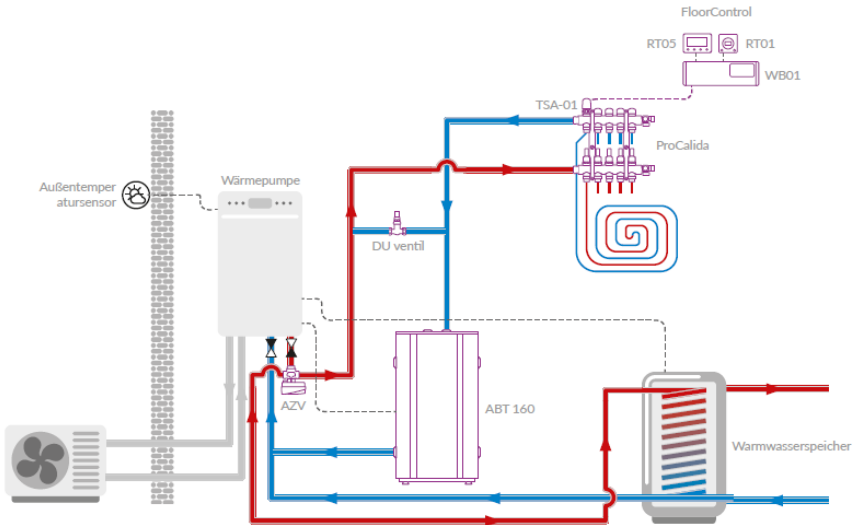 FloorControl
RT05
RT01
WB01
TSA-01
ProCalida
Wärmepumpe
Außentemper
atursensor
DU ventil
AZV
ABT 160
Warmwasserspeicher